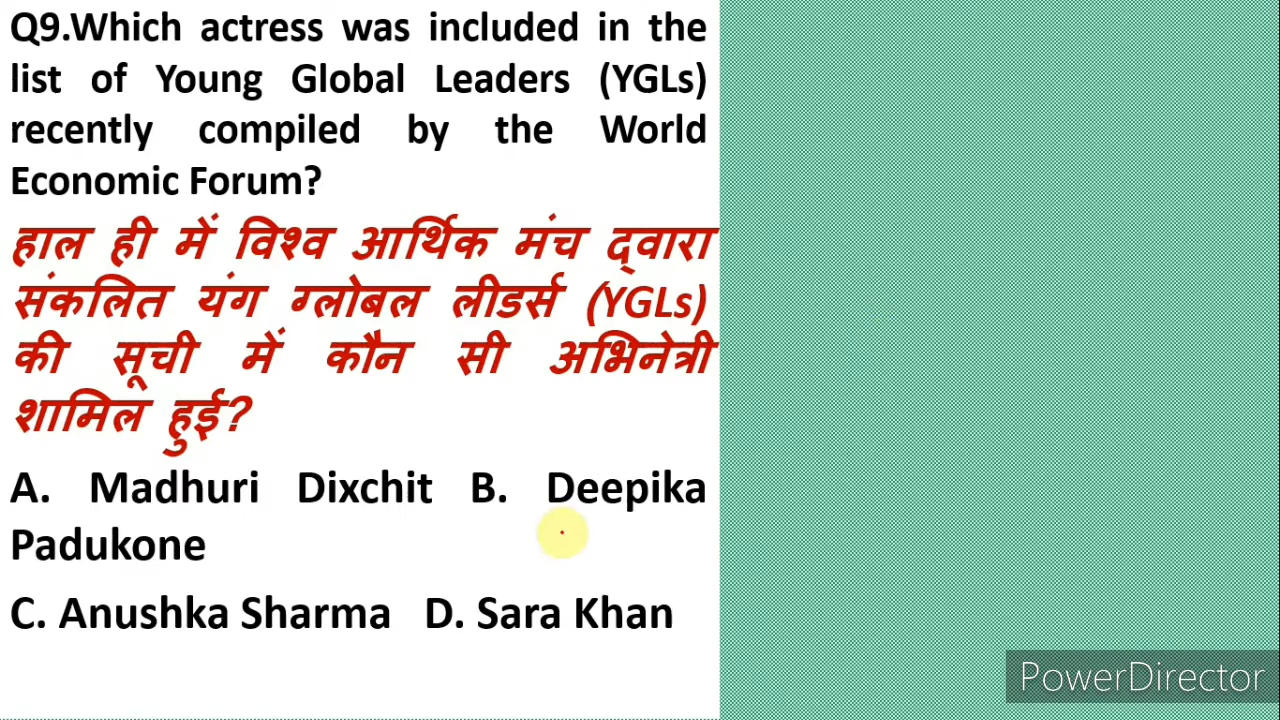 Q9.Which actress was included in the
list of Young Global Leaders (YGLs)
recently compiled by the World
Economic Forum?
हाल ही में विश्व आर्थिक मंच द्वारा
संकलित यंग ग्लोबल लीडर्स (YGLs)
की सूची में कौन सी अभिनेत्री
शामिल हुई?
A. Madhuri Dixchit B. Deepika
Padukone
C. Anushka Sharma D. Sara Khan
PowerDirector